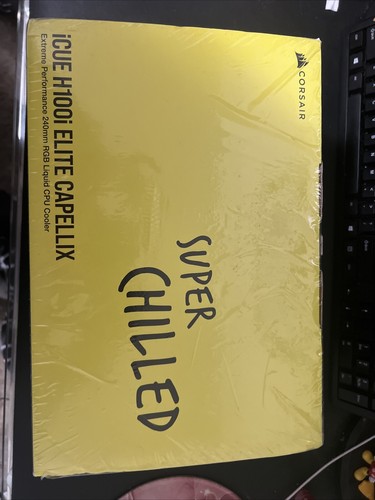 CORSAIR
SUPER
CHILLED
iCUE H100i ELITE CAPELLIX
Extreme Performance 240mm RGB Liquid CPU Cooler